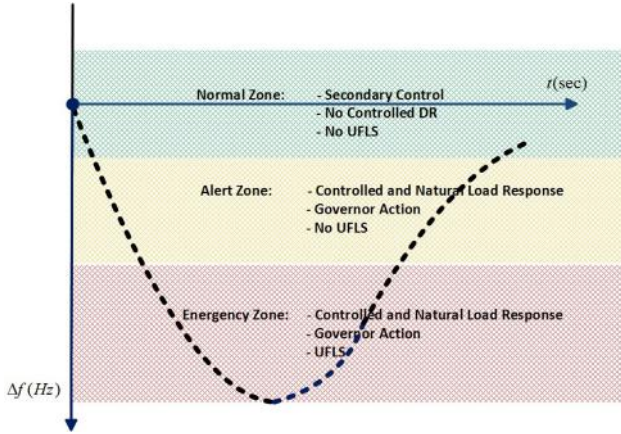 t(sec)
Normal Zone: - Secondary Control
- No Controlled DR
- No UFLS
Alert Zone: - Controlled and Natural Load Response
- Governor Action
- No UFLS
Energency Zone: - Controlled and Natural Load Response
- Governor Action
- UFLS
Δf (Hz)